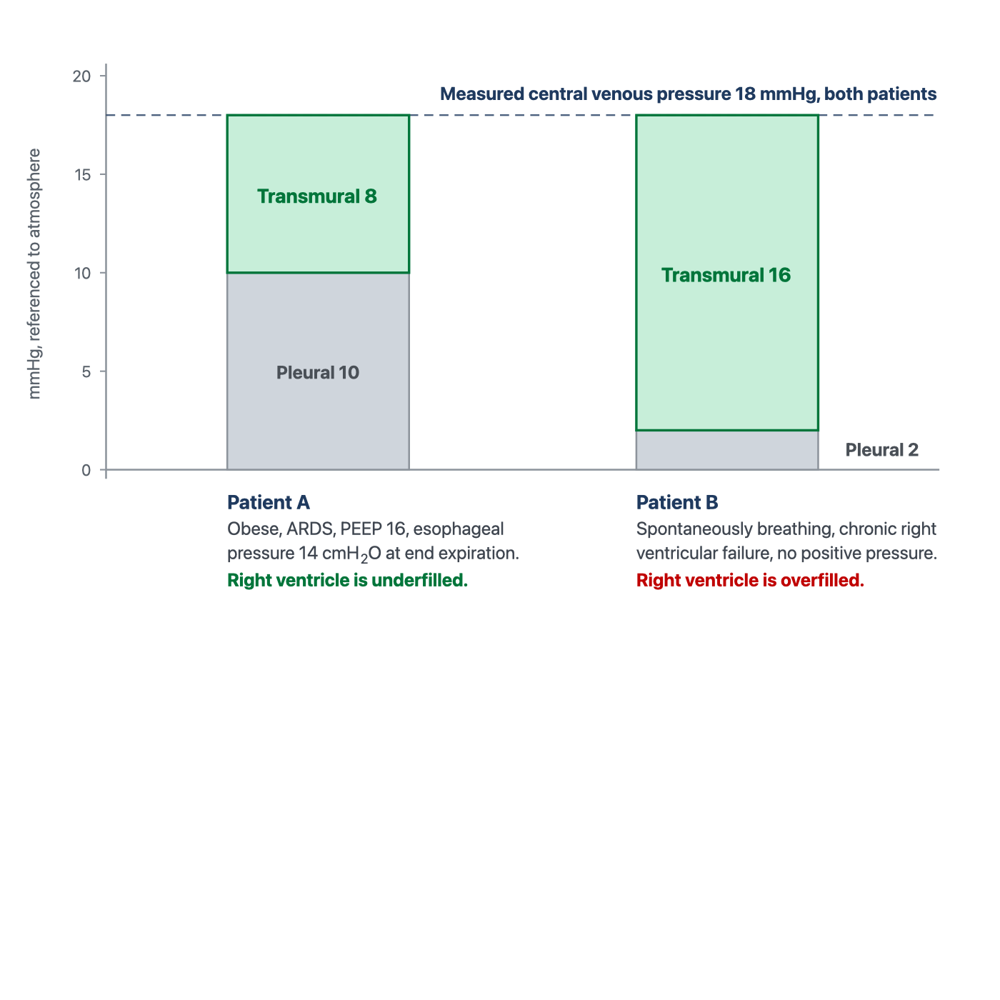 20
Measured central venous pressure 18 mmHg, both patients
15
Transmural 8
mmHg, referenced to atmosphere
10
Transmural 16
5
Pleural 10
Pleural 2
0
Patient A
Obese, ARDS, PEEP 16, esophageal
pressure 14 cmH₂O at end expiration.
Right ventricle is underfilled.
Patient B
Spontaneously breathing, chronic right
ventricular failure, no positive pressure.
Right ventricle is overfilled.